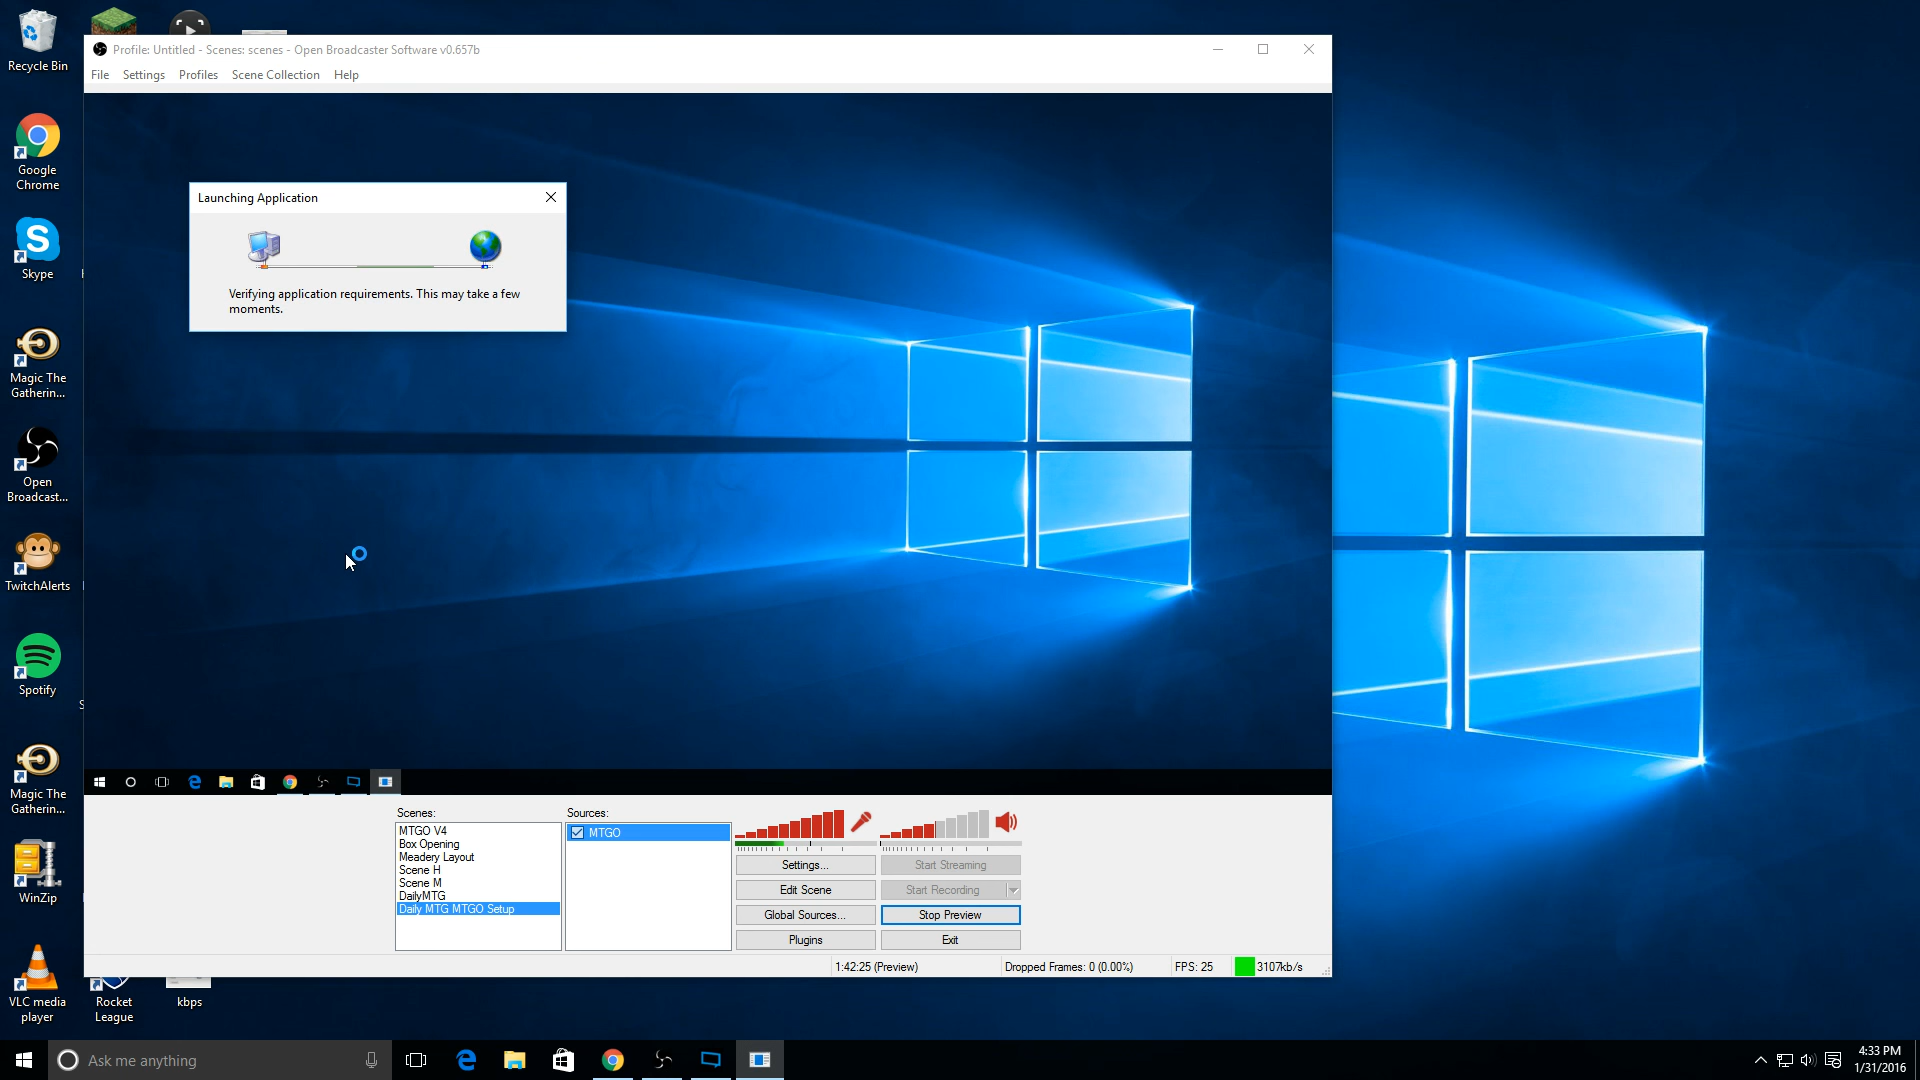 Recycle Bin
Google
Chrome
Skype
Magic The
Gatherin...
Open
Broadcast...
TwitchAlerts
Spotify
Magic The
Gatherin...
WinZip
VLC media
player
Rocket
League
kbps
Profile: Untitled - Scenes: scenes - Open Broadcaster Software v0.657b
File Settings Profiles Scene Collection Help
Launching Application
Verifying application requirements. This may take a few
moments.
Scenes:
MTGO V4
Box Opening
Meadery Layout
Scene H
Scene M
DailyMTG
Daily MTG MTGO Setup
Sources:
MTGO
Settings...
Start Streaming
Edit Scene
Start Recording
Global Sources...
Stop Preview
Plugins
Exit
1:42:25 (Preview)
Dropped Frames: 0 (0.00%)
FPS: 25
3107kb/s
Ask me anything
4:33 PM
1/31/2016